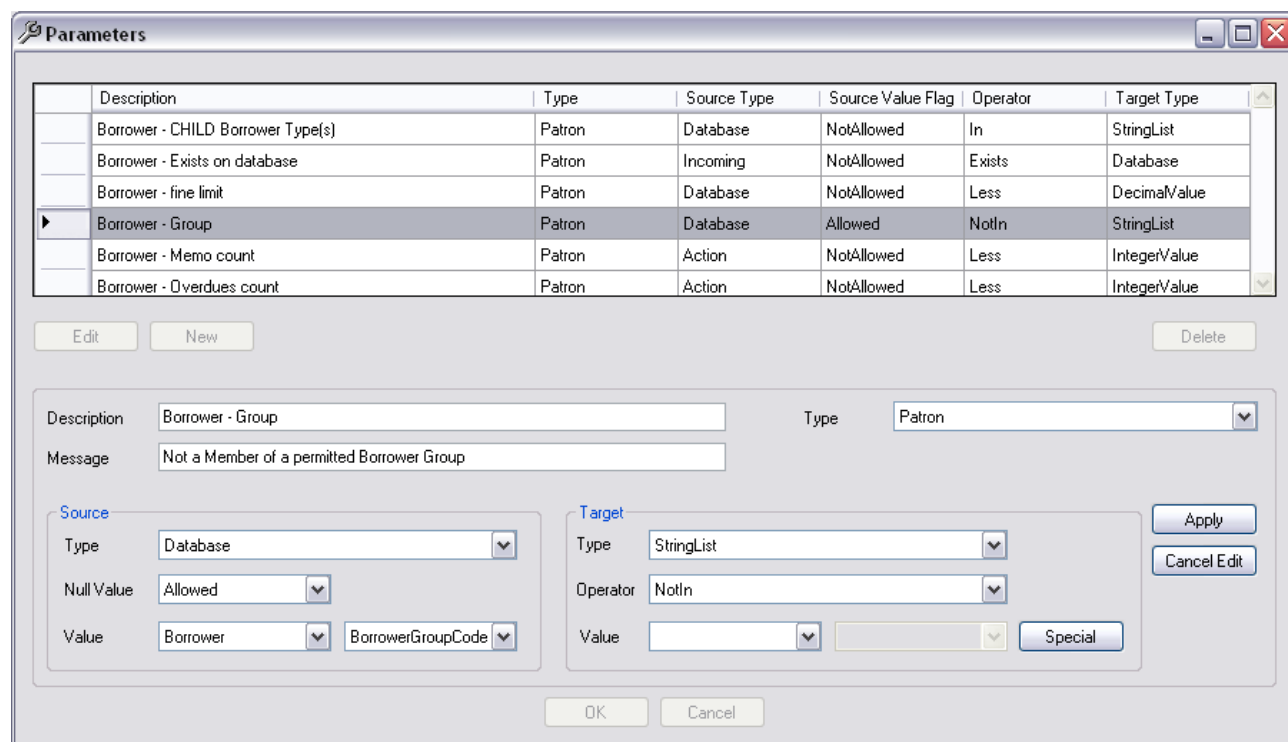 Parameters
Description Type Source Type Source Value Flag Operator Target Type
Borrower - CHILD Borrower Type(s) Patron Database NotAllowed In StringList
Borrower - Exists on database Patron Incoming NotAllowed Exists Database
Borrower - fine limit Patron Database NotAllowed Less DecimalValue
Borrower - Group Patron Database Allowed NotIn StringList
Borrower - Memo count Patron Action NotAllowed Less IntegerValue
Borrower - Overdues count Patron Action NotAllowed Less IntegerValue
Edit New Delete
Description Borrower - Group Type Patron
Message Not a Member of a permitted Borrower Group
Source Target
Type Database Type StringList
Apply
Null Value Allowed Operator NotIn
Cancel Edit
Value Borrower BorrowerGroupCode Value Special
OK Cancel